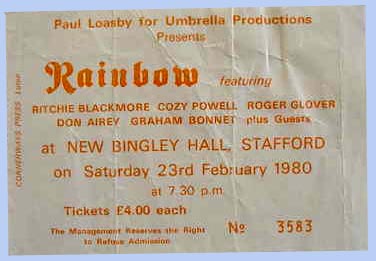 Paul Loasby for Umbrella Productions
Presents
Rainbow featuring
RITCHIE BLACKMORE COZY POWELL ROGER GLOVER
DON AIREY GRAHAM BONNET plus Guests
at NEW BINGLEY HALL, STAFFORD
on Saturday 23rd February 1980
at 7.30 p.m.
Tickets £4.00 each
The Management Reserves the Right
to Refuse Admission
No 3583
CORNERWAYS PRESS